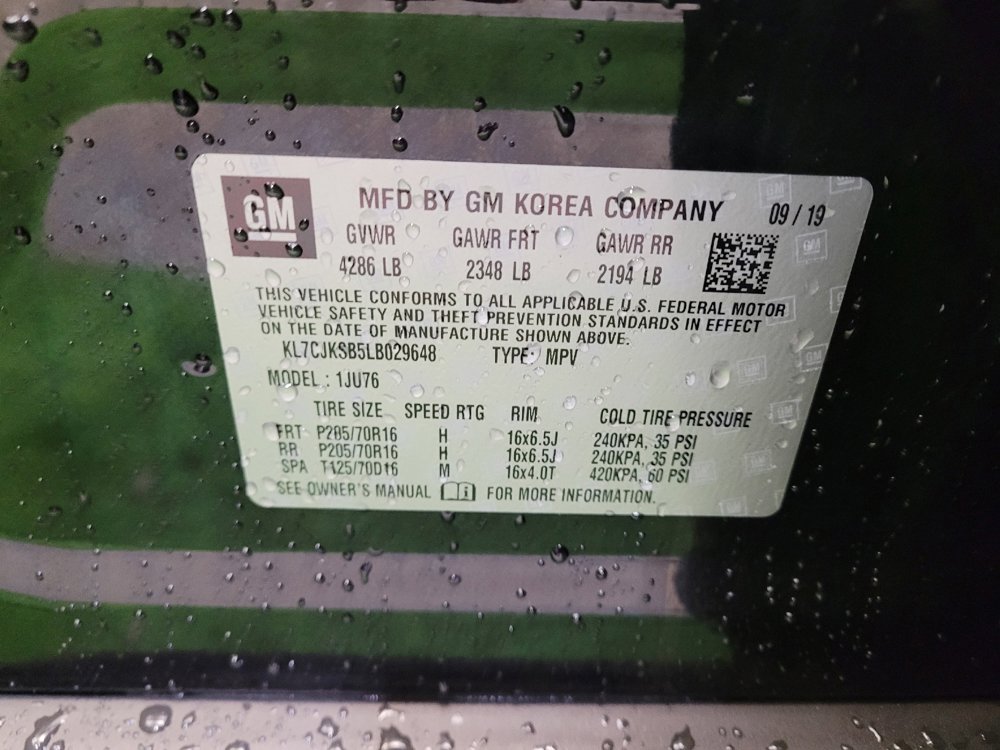 GM
MFD BY GM KOREA COMPANY 09 / 19
GVWR GAWR FRT GAWR RR
4286 LB 2348 LB 2194 LB
THIS VEHICLE CONFORMS TO ALL APPLICABLE U.S. FEDERAL MOTOR
VEHICLE SAFETY AND THEFT PREVENTION STANDARDS IN EFFECT
ON THE DATE OF MANUFACTURE SHOWN ABOVE.
KL7CJKSB5LB029648 TYPE: MPV
MODEL : 1JU76
TIRE SIZE SPEED RTG RIM COLD TIRE PRESSURE
FRT P205/70R16 H 16x6.5J 240KPA, 35 PSI
RR P205/70R16 H 16x6.5J 240KPA, 35 PSI
SPA T125/70D16 M 16x4.0T 420KPA, 60 PSI
SEE OWNER'S MANUAL FOR MORE INFORMATION.